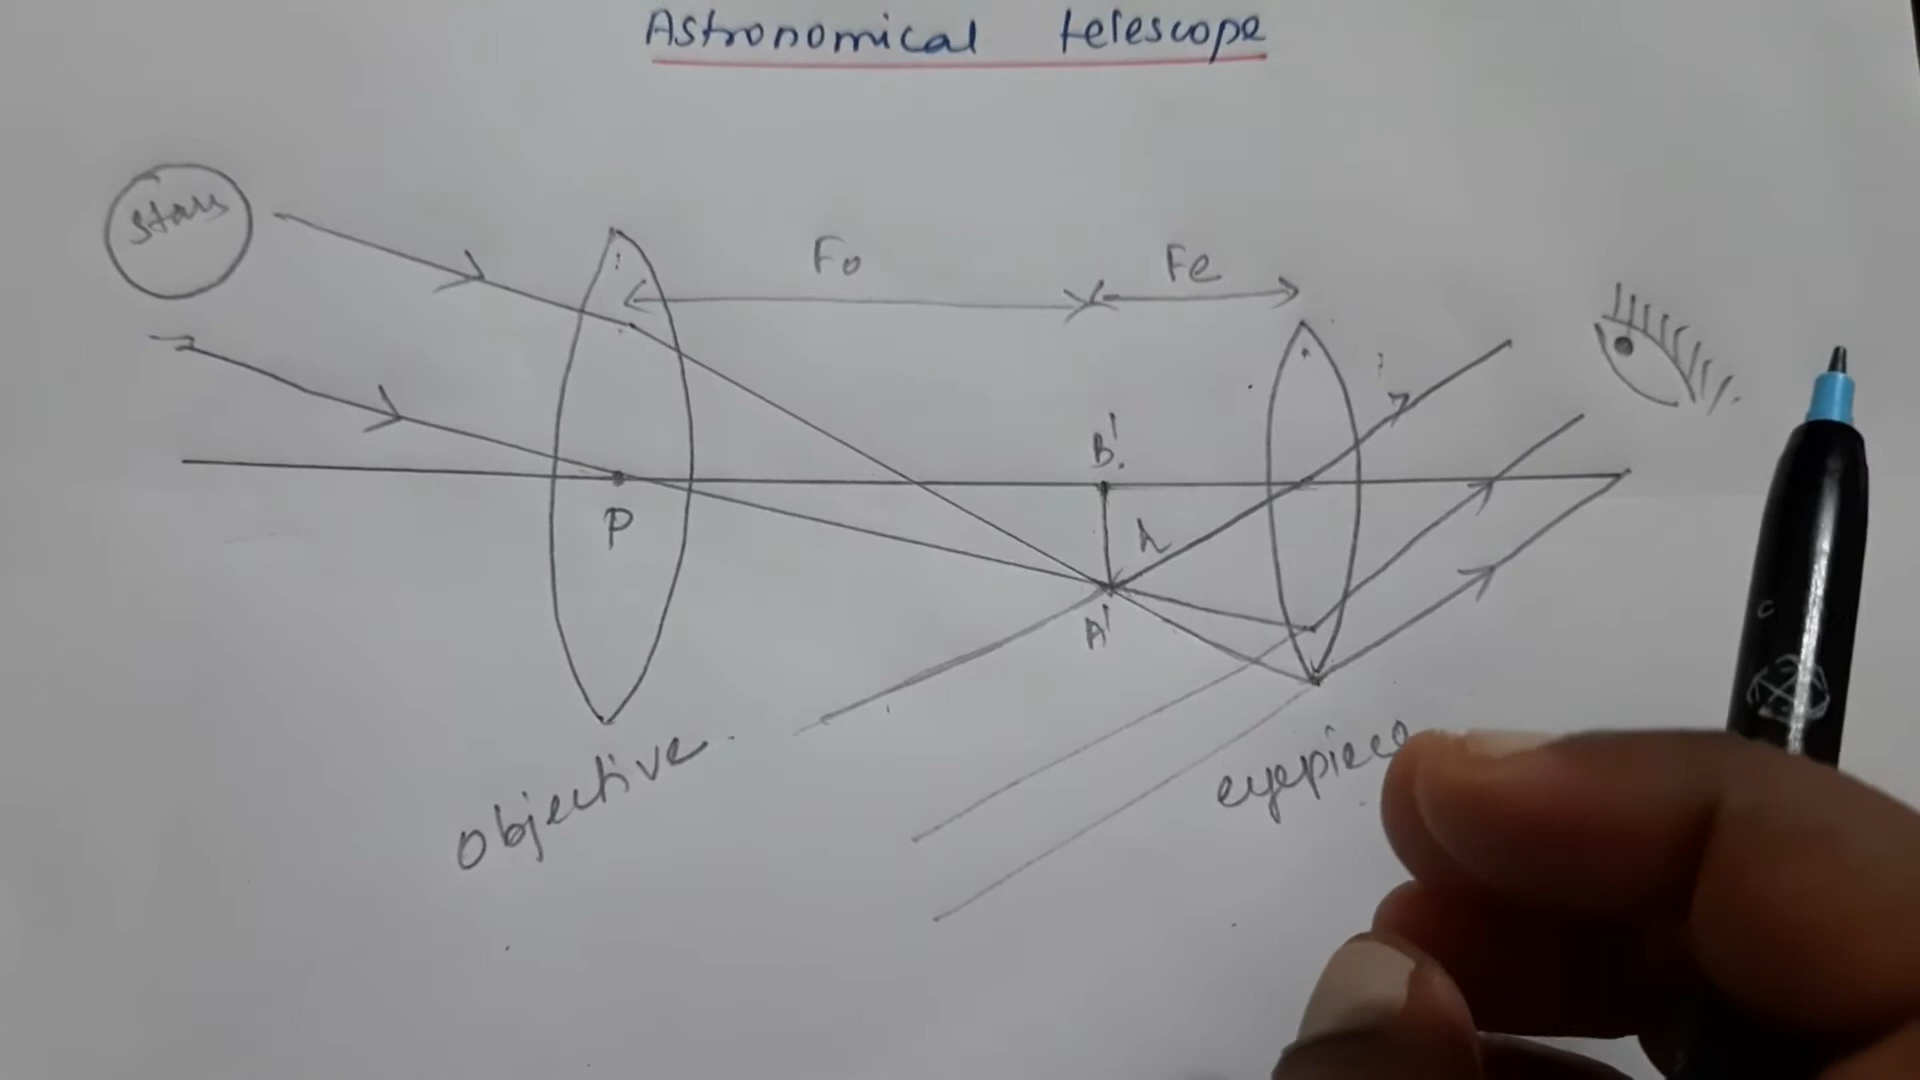 Astronomical telescope
stars
Fo
Fe
B'
P
h
A'
objective
eyepiece